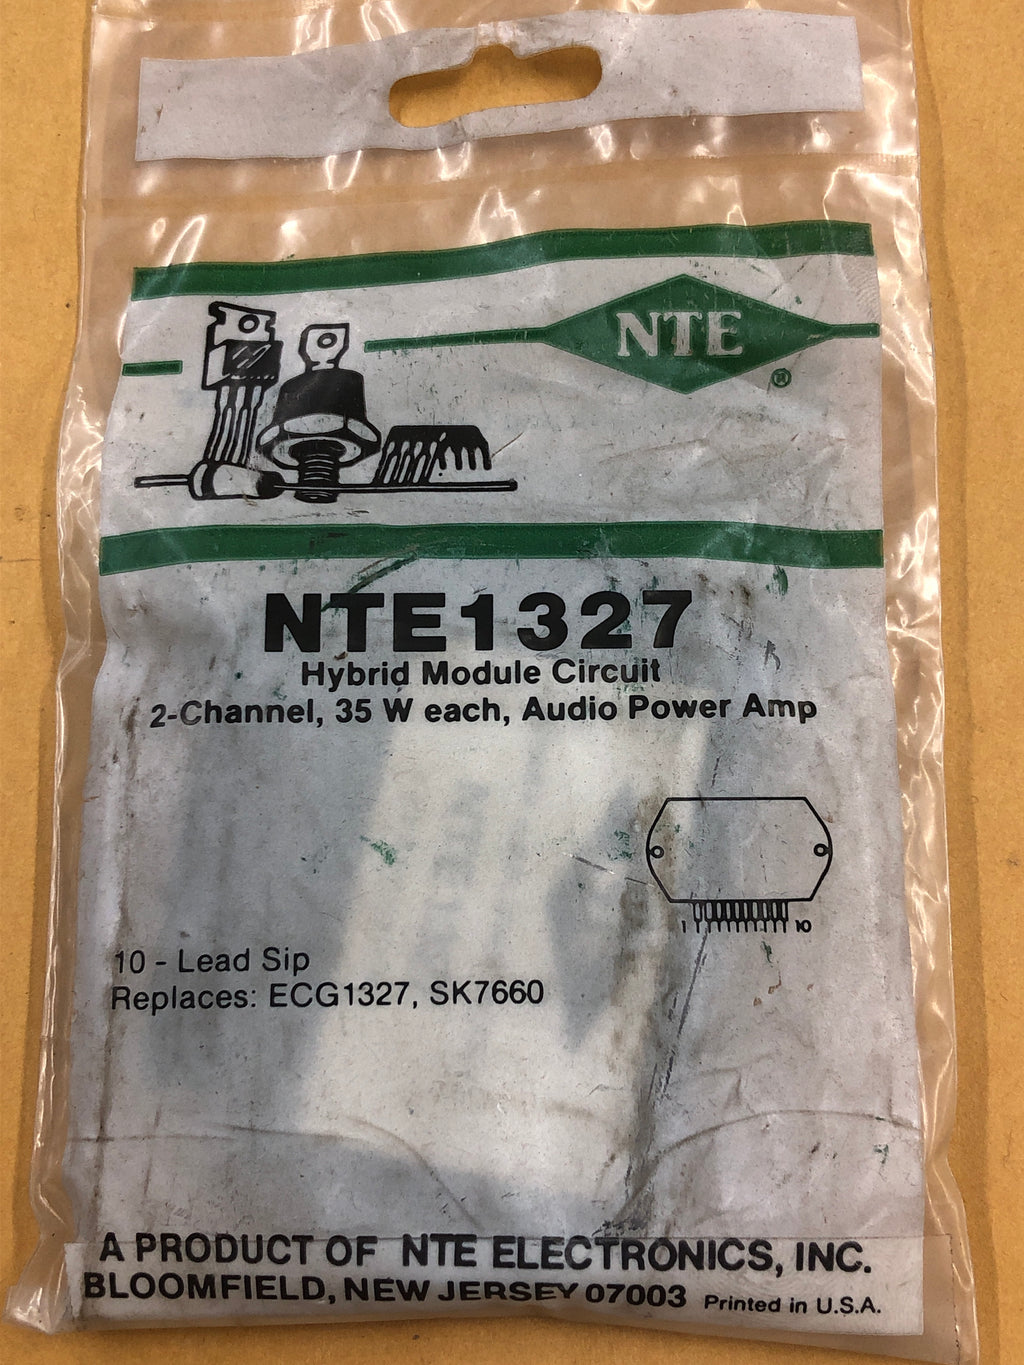 NTE
®
NTE1327
Hybrid Module Circuit
2-Channel, 35 W each, Audio Power Amp
1 10
10 - Lead Sip
Replaces: ECG1327, SK7660
A PRODUCT OF NTE ELECTRONICS, INC.
BLOOMFIELD, NEW JERSEY 07003 Printed in U.S.A.